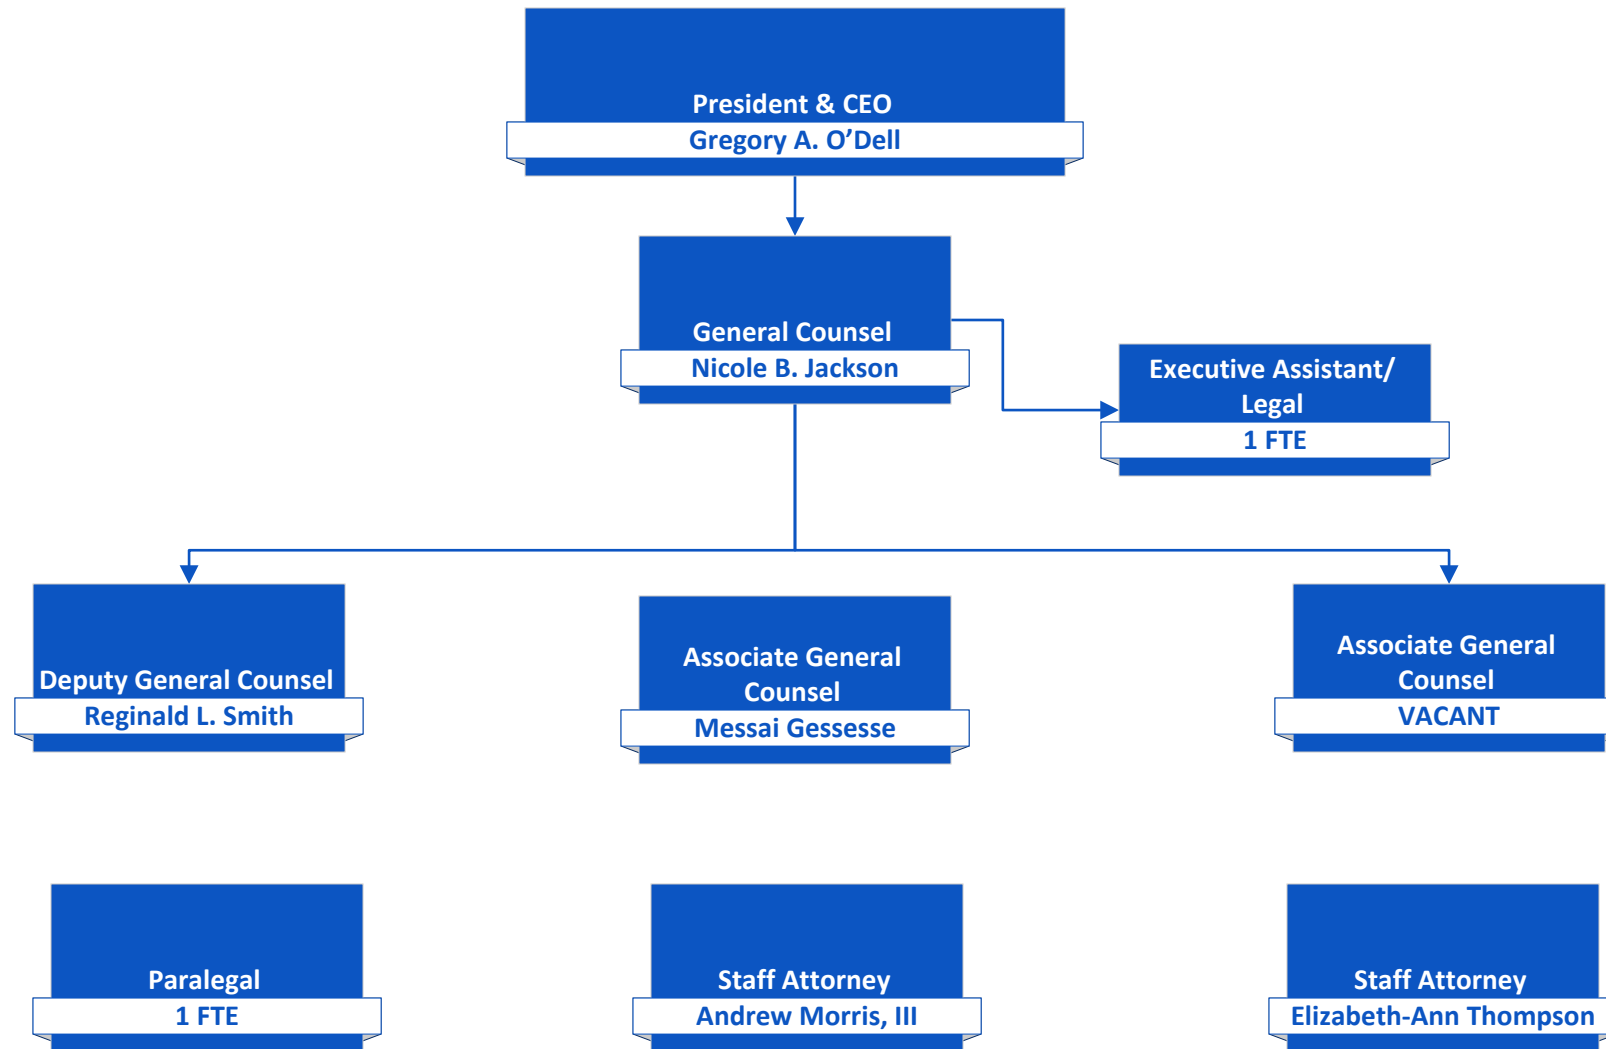 President & CEO
Gregory A. O’Dell
General Counsel
Nicole B. Jackson
Executive Assistant/
Legal
1 FTE
Deputy General Counsel
Reginald L. Smith
Associate General
Counsel
Messai Gessesse
Associate General
Counsel
VACANT
Paralegal
1 FTE
Staff Attorney
Andrew Morris, III
Staff Attorney
Elizabeth-Ann Thompson